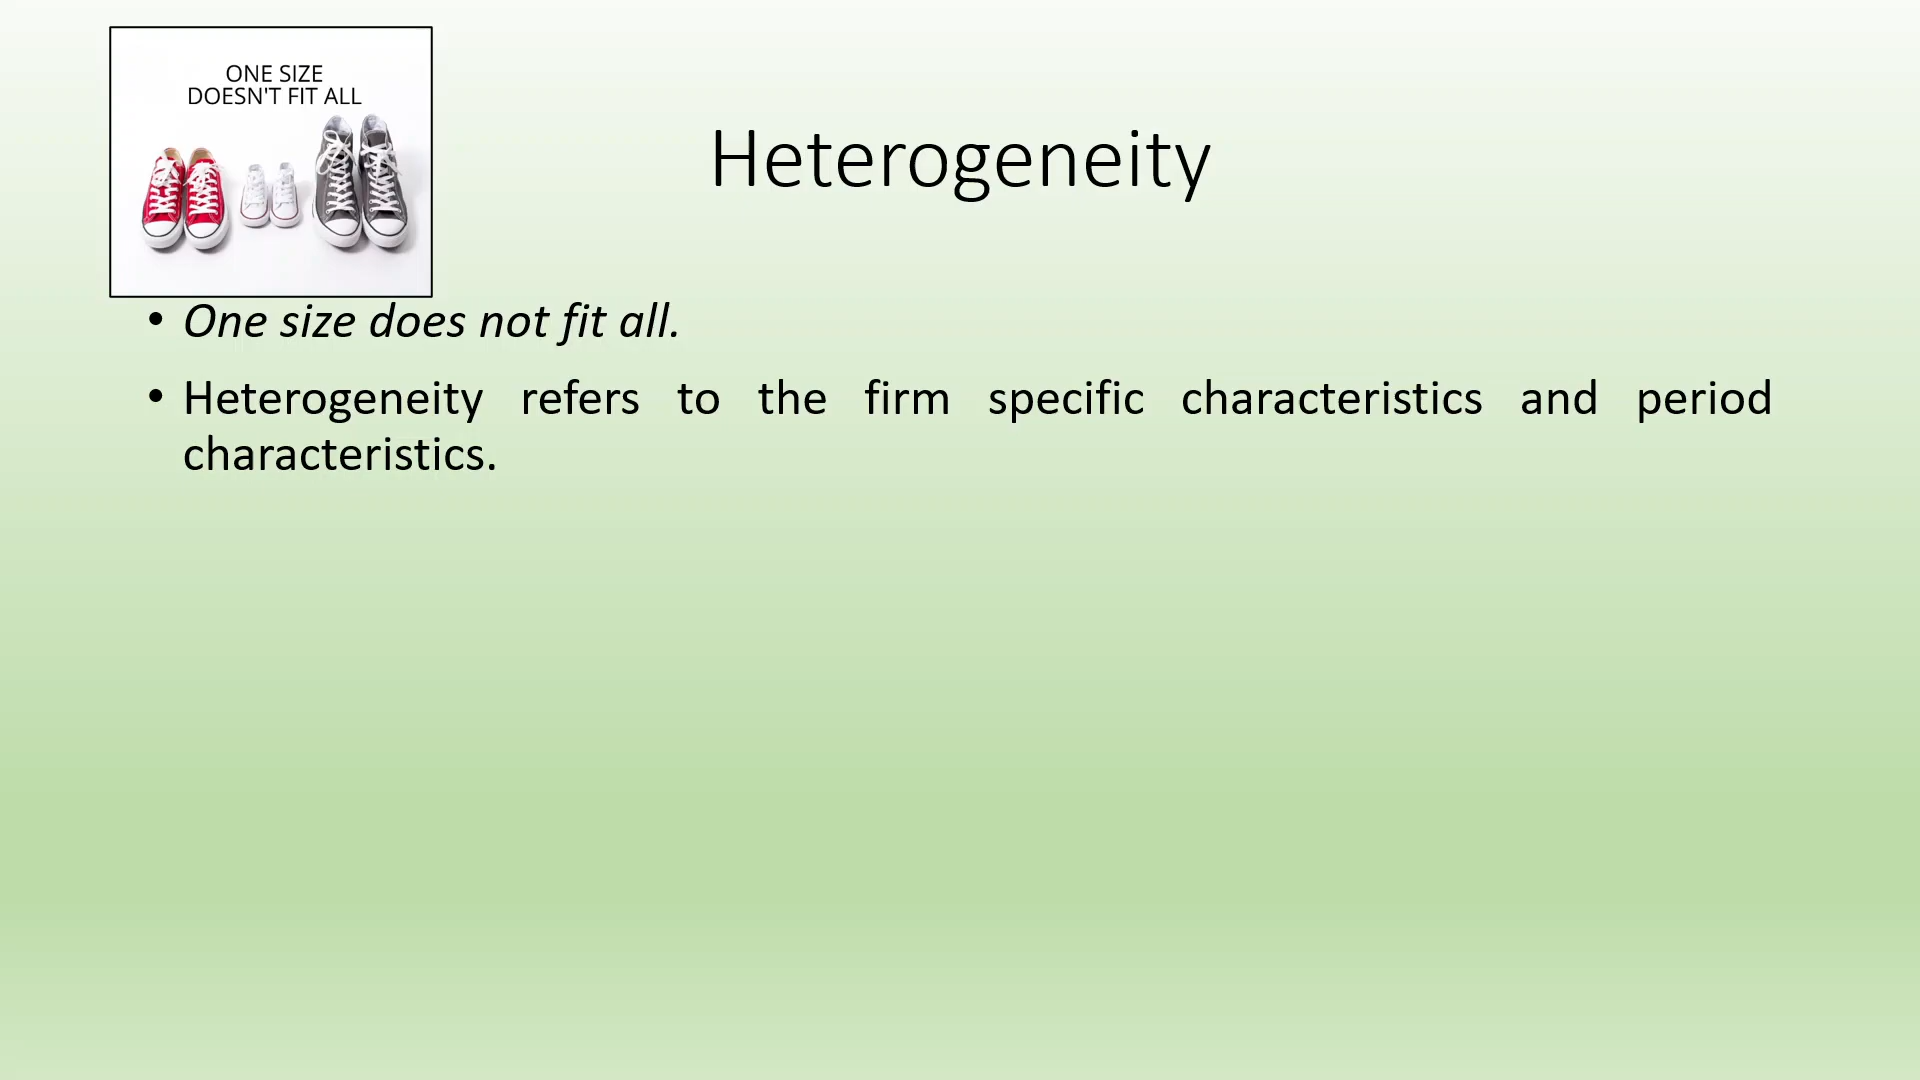 ONE SIZE
DOESN'T FIT ALL
Heterogeneity
• One size does not fit all.
• Heterogeneity refers to the firm specific characteristics and period
characteristics.